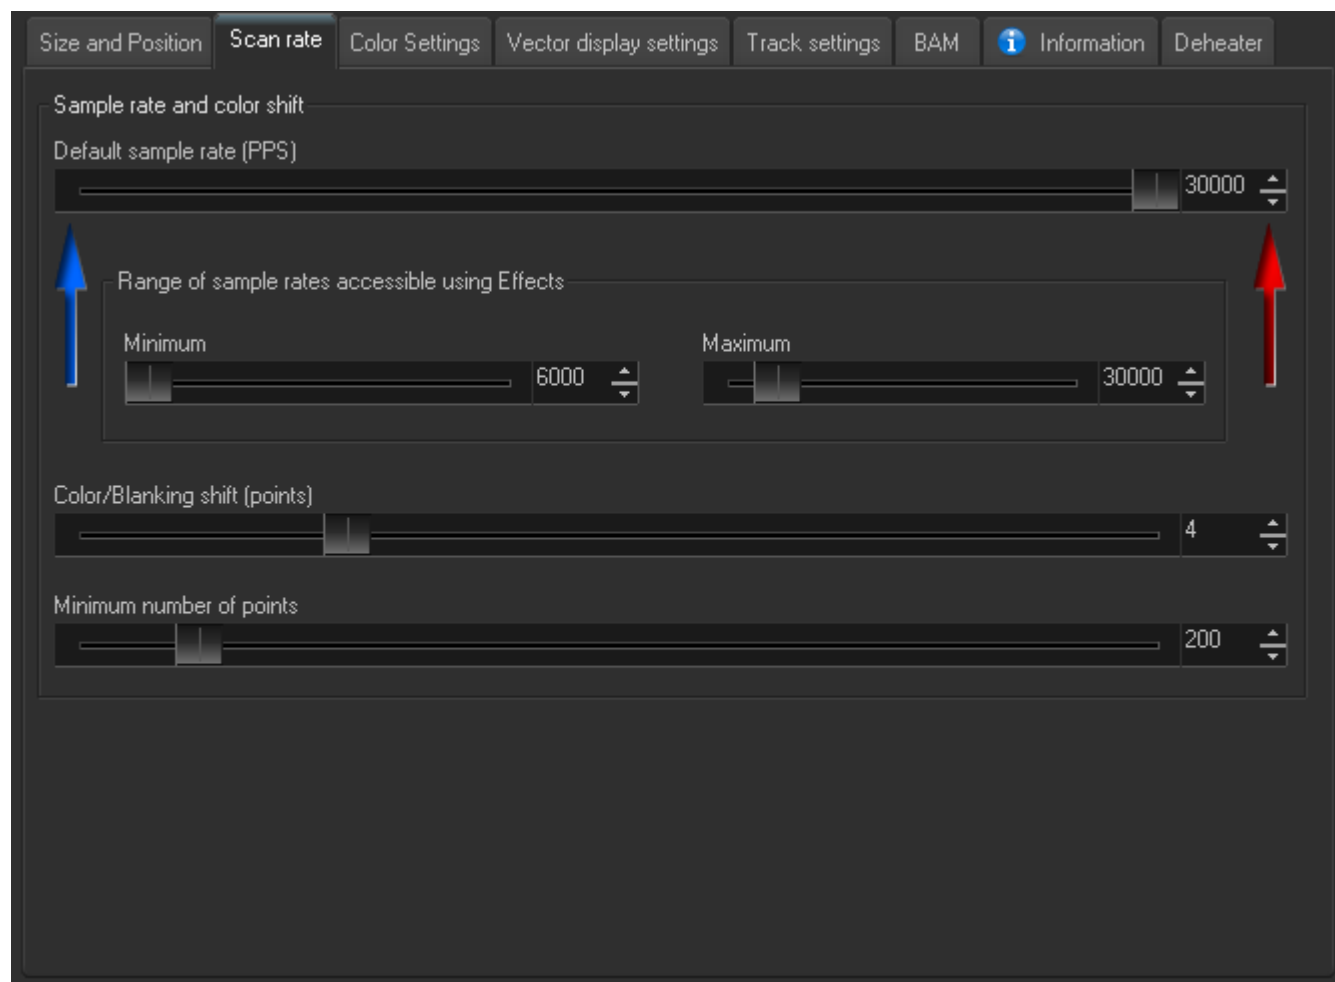 Size and Position Scan rate Color Settings Vector display settings Track settings BAM Information Deheater
Sample rate and color shift
Default sample rate (PPS)
30000
Range of sample rates accessible using Effects
Minimum Maximum
6000 30000
Color/Blanking shift (points)
4
Minimum number of points
200